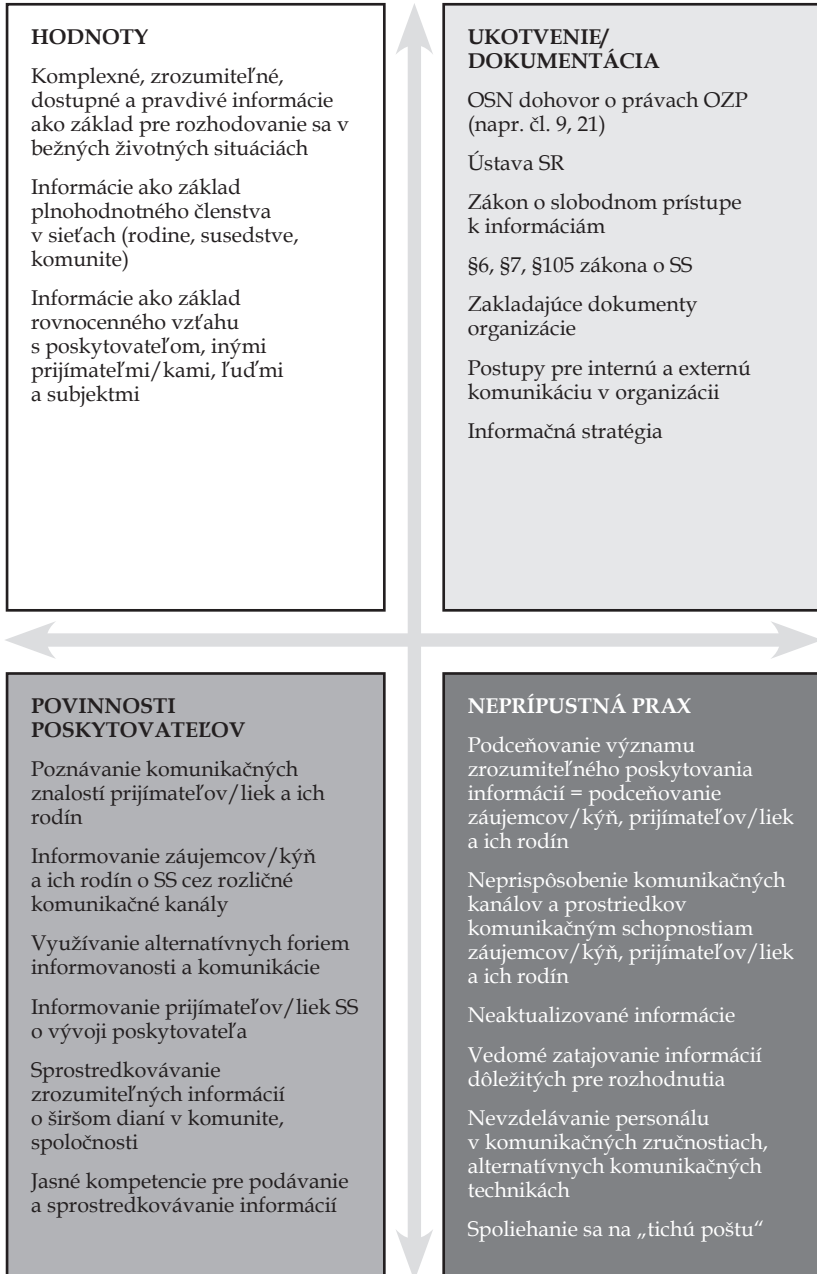 HODNOTY
Komplexné, zrozumiteľné,
dostupné a pravdivé informácie
ako základ pre rozhodovanie sa v
bežných životných situáciách
Informácie ako základ
plnohodnotného členstva
v sieťach (rodine, susedstve,
komunite)
Informácie ako základ
rovnocenného vzťahu
s poskytovateľom, inými
prijímateľmi/kami, ľuďmi
a subjektmi
UKOTVENIE/
DOKUMENTÁCIA
OSN dohovor o právach OZP
(napr. čl. 9, 21)
Ústava SR
Zákon o slobodnom prístupe
k informáciám
§6, §7, §105 zákona o SS
Zakladajúce dokumenty
organizácie
Postupy pre internú a externú
komunikáciu v organizácii
Informačná stratégia
POVINNOSTI
POSKYTOVATEĽOV
Poznávanie komunikačných
znalostí prijímateľov/liek a ich
rodín
Informovanie záujemcov/kýň
a ich rodín o SS cez rozličné
komunikačné kanály
Využívanie alternatívnych foriem
informovanosti a komunikácie
Informovanie prijímateľov/liek SS
o vývoji poskytovateľa
Sprostredkovávanie
zrozumiteľných informácií
o širšom dianí v komunite,
spoločnosti
Jasné kompetencie pre podávanie
a sprostredkovávanie informácií
NEPRÍPUSTNÁ PRAX
Podceňovanie významu
zrozumiteľného poskytovania
informácií = podceňovanie
záujemcov/kýň, prijímateľov/liek
a ich rodín
Neprispôsobenie komunikačných
kanálov a prostriedkov
komunikačným schopnostiam
záujemcov/kýň, prijímateľov/liek
a ich rodín
Neaktualizované informácie
Vedomé zatajovanie informácií
dôležitých pre rozhodnutia
Nevzdelávanie personálu
v komunikačných zručnostiach,
alternatívnych komunikačných
technikách
Spoliehanie sa na „tichú poštu“